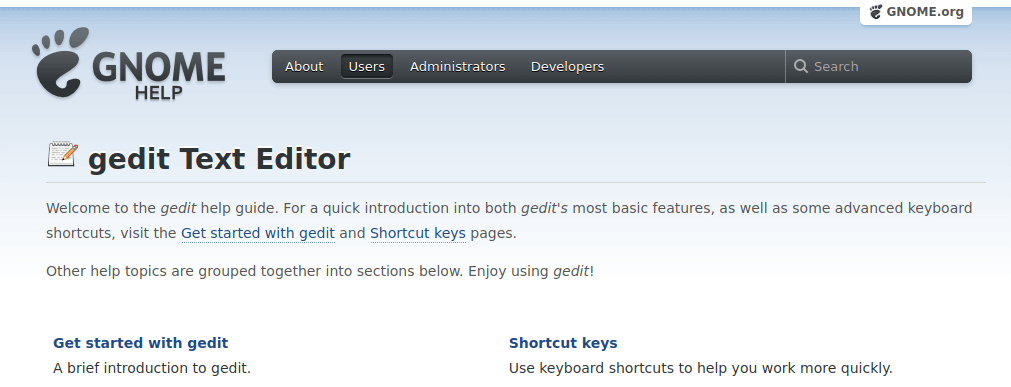 GNOME.org
GNOME
HELP
About Users Administrators Developers Search
gedit Text Editor
Welcome to the gedit help guide. For a quick introduction into both gedit's most basic features, as well as some advanced keyboard
shortcuts, visit the Get started with gedit and Shortcut keys pages.
Other help topics are grouped together into sections below. Enjoy using gedit!
Get started with gedit
A brief introduction to gedit.
Shortcut keys
Use keyboard shortcuts to help you work more quickly.